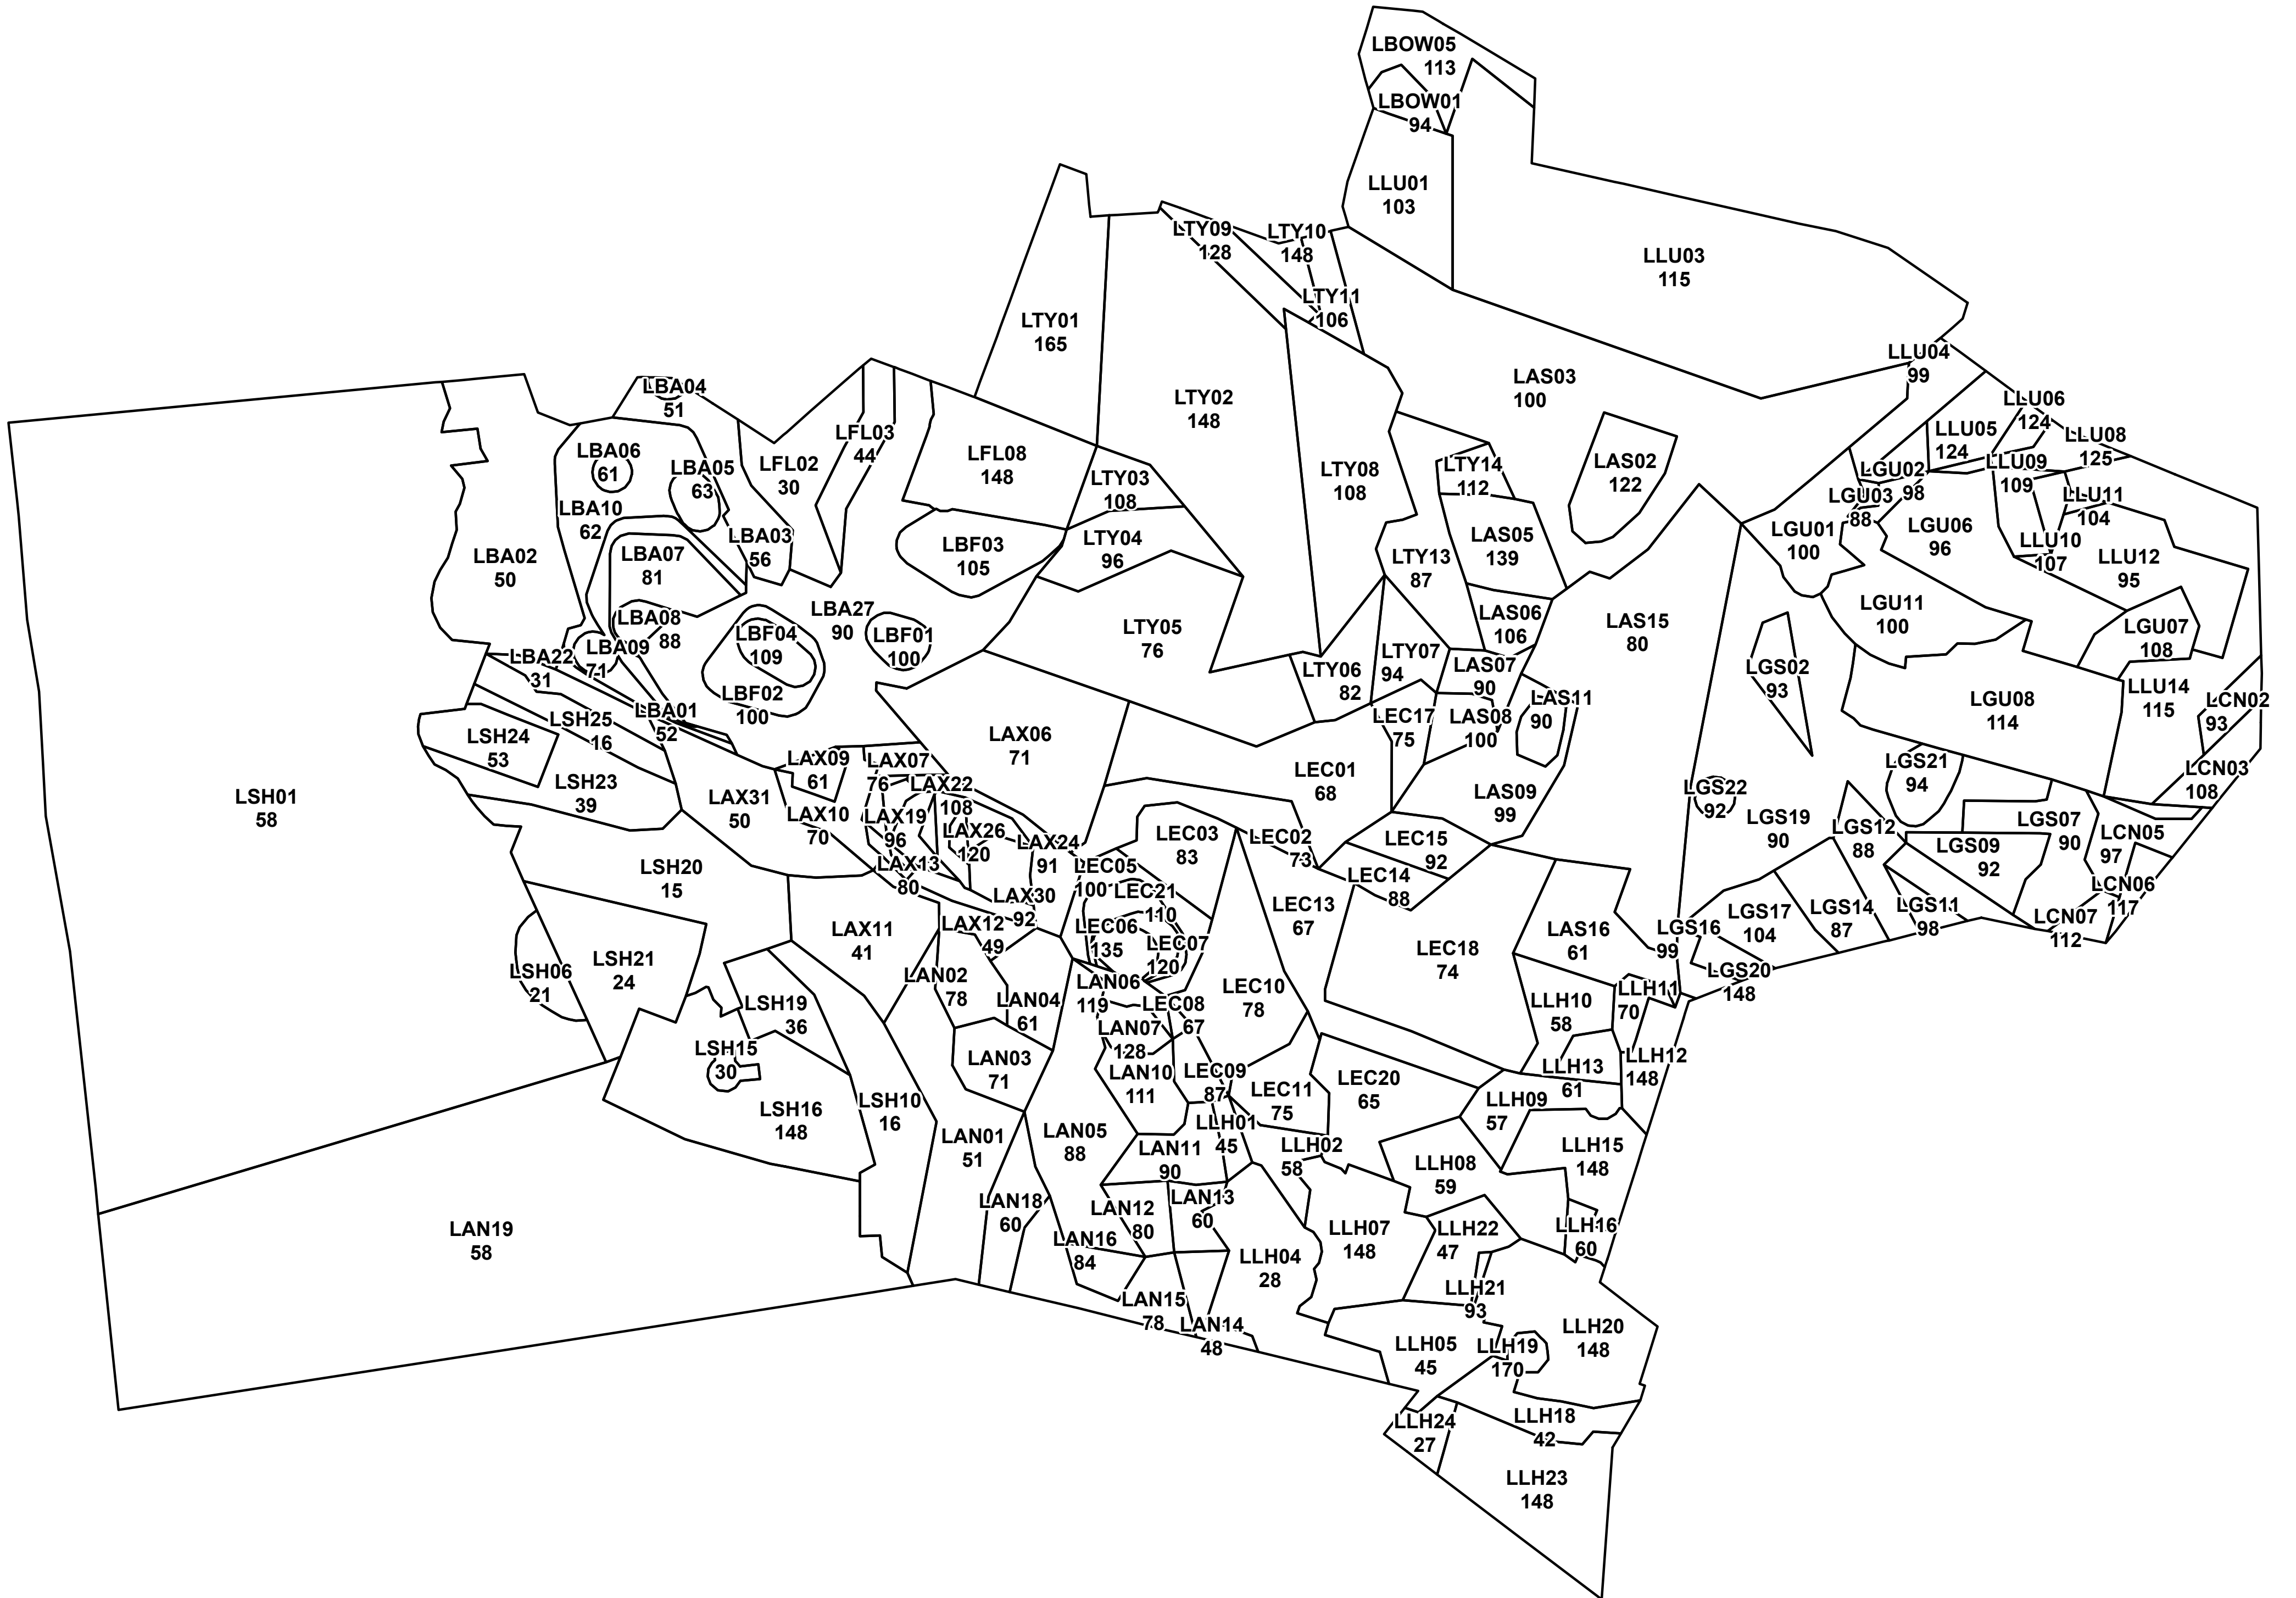 LBOW05
113
LBOW01
94
LLU01
103
LTY09
128
LTY10
148
LLU03
115
LTY11
106
LTY01
165
LLU04
99
LAS03
100
LBA04
51
LTY02
148
LLU06
124
LFL03
44
LLU05
124
LLU08
125
LBA06
61
LBA05
63
LFL02
30
LFL08
148
LTY03
108
LTY08
108
LTY14
112
LAS02
122
LGU02
98
LLU09
109
LGU03
88
LLU11
104
LBA10
62
LBA03
56
LBF03
105
LTY04
96
LAS05
139
LGU01
100
LGU06
96
LLU10
107
LLU12
95
LBA02
50
LBA07
81
LTY13
87
LBA27
90
LBA08
88
LBF04
109
LBF01
100
LTY05
76
LAS06
106
LAS15
80
LGU11
100
LGU07
108
LBA22
31
LBA09
71
LTY06
82
LTY07
94
LAS07
90
LGS02
93
LBF02
100
LAS11
90
LGU08
114
LLU14
115
LCN02
93
LBA01
52
LSH25
16
LSH24
53
LAX06
71
LEC17
75
LAS08
100
LAX09
61
LAX07
76
LEC01
68
LGS21
94
LCN03
108
LSH23
39
LSH01
58
LAX31
50
LAX10
70
LAX22
108
LAX19
96
LAX26
120
LAS09
99
LGS22
92
LGS19
90
LGS12
88
LGS07
90
LCN05
97
LEC03
83
LEC02
73
LAX24
91
LEC15
92
LGS09
92
LAX13
80
LSH20
15
LEC05
100
LEC14
88
LCN06
117
LAX30
92
LEC21
110
LEC13
67
LGS14
87
LGS11
98
LGS17
104
LCN07
112
LAX11
41
LAX12
49
LEC06
135
LEC07
120
LEC18
74
LAS16
61
LGS16
99
LSH06
21
LSH21
24
LAN02
78
LAN06
119
LGS20
148
LSH19
36
LAN04
61
LEC08
67
LEC10
78
LLH10
58
LLH11
70
LAN07
128
LSH15
30
LAN03
71
LAN10
111
LEC09
87
LEC11
75
LEC20
65
LLH13
61
LLH12
148
LSH16
148
LSH10
16
LAN01
51
LAN05
88
LLH01
45
LLH09
57
LAN11
90
LLH02
58
LLH15
148
LLH08
59
LAN19
58
LAN18
60
LAN12
80
LAN13
60
LLH07
148
LLH22
47
LLH16
60
LAN16
84
LLH04
28
LLH21
93
LAN15
78
LAN14
48
LLH05
45
LLH19
170
LLH20
148
LLH24
27
LLH18
42
LLH23
148